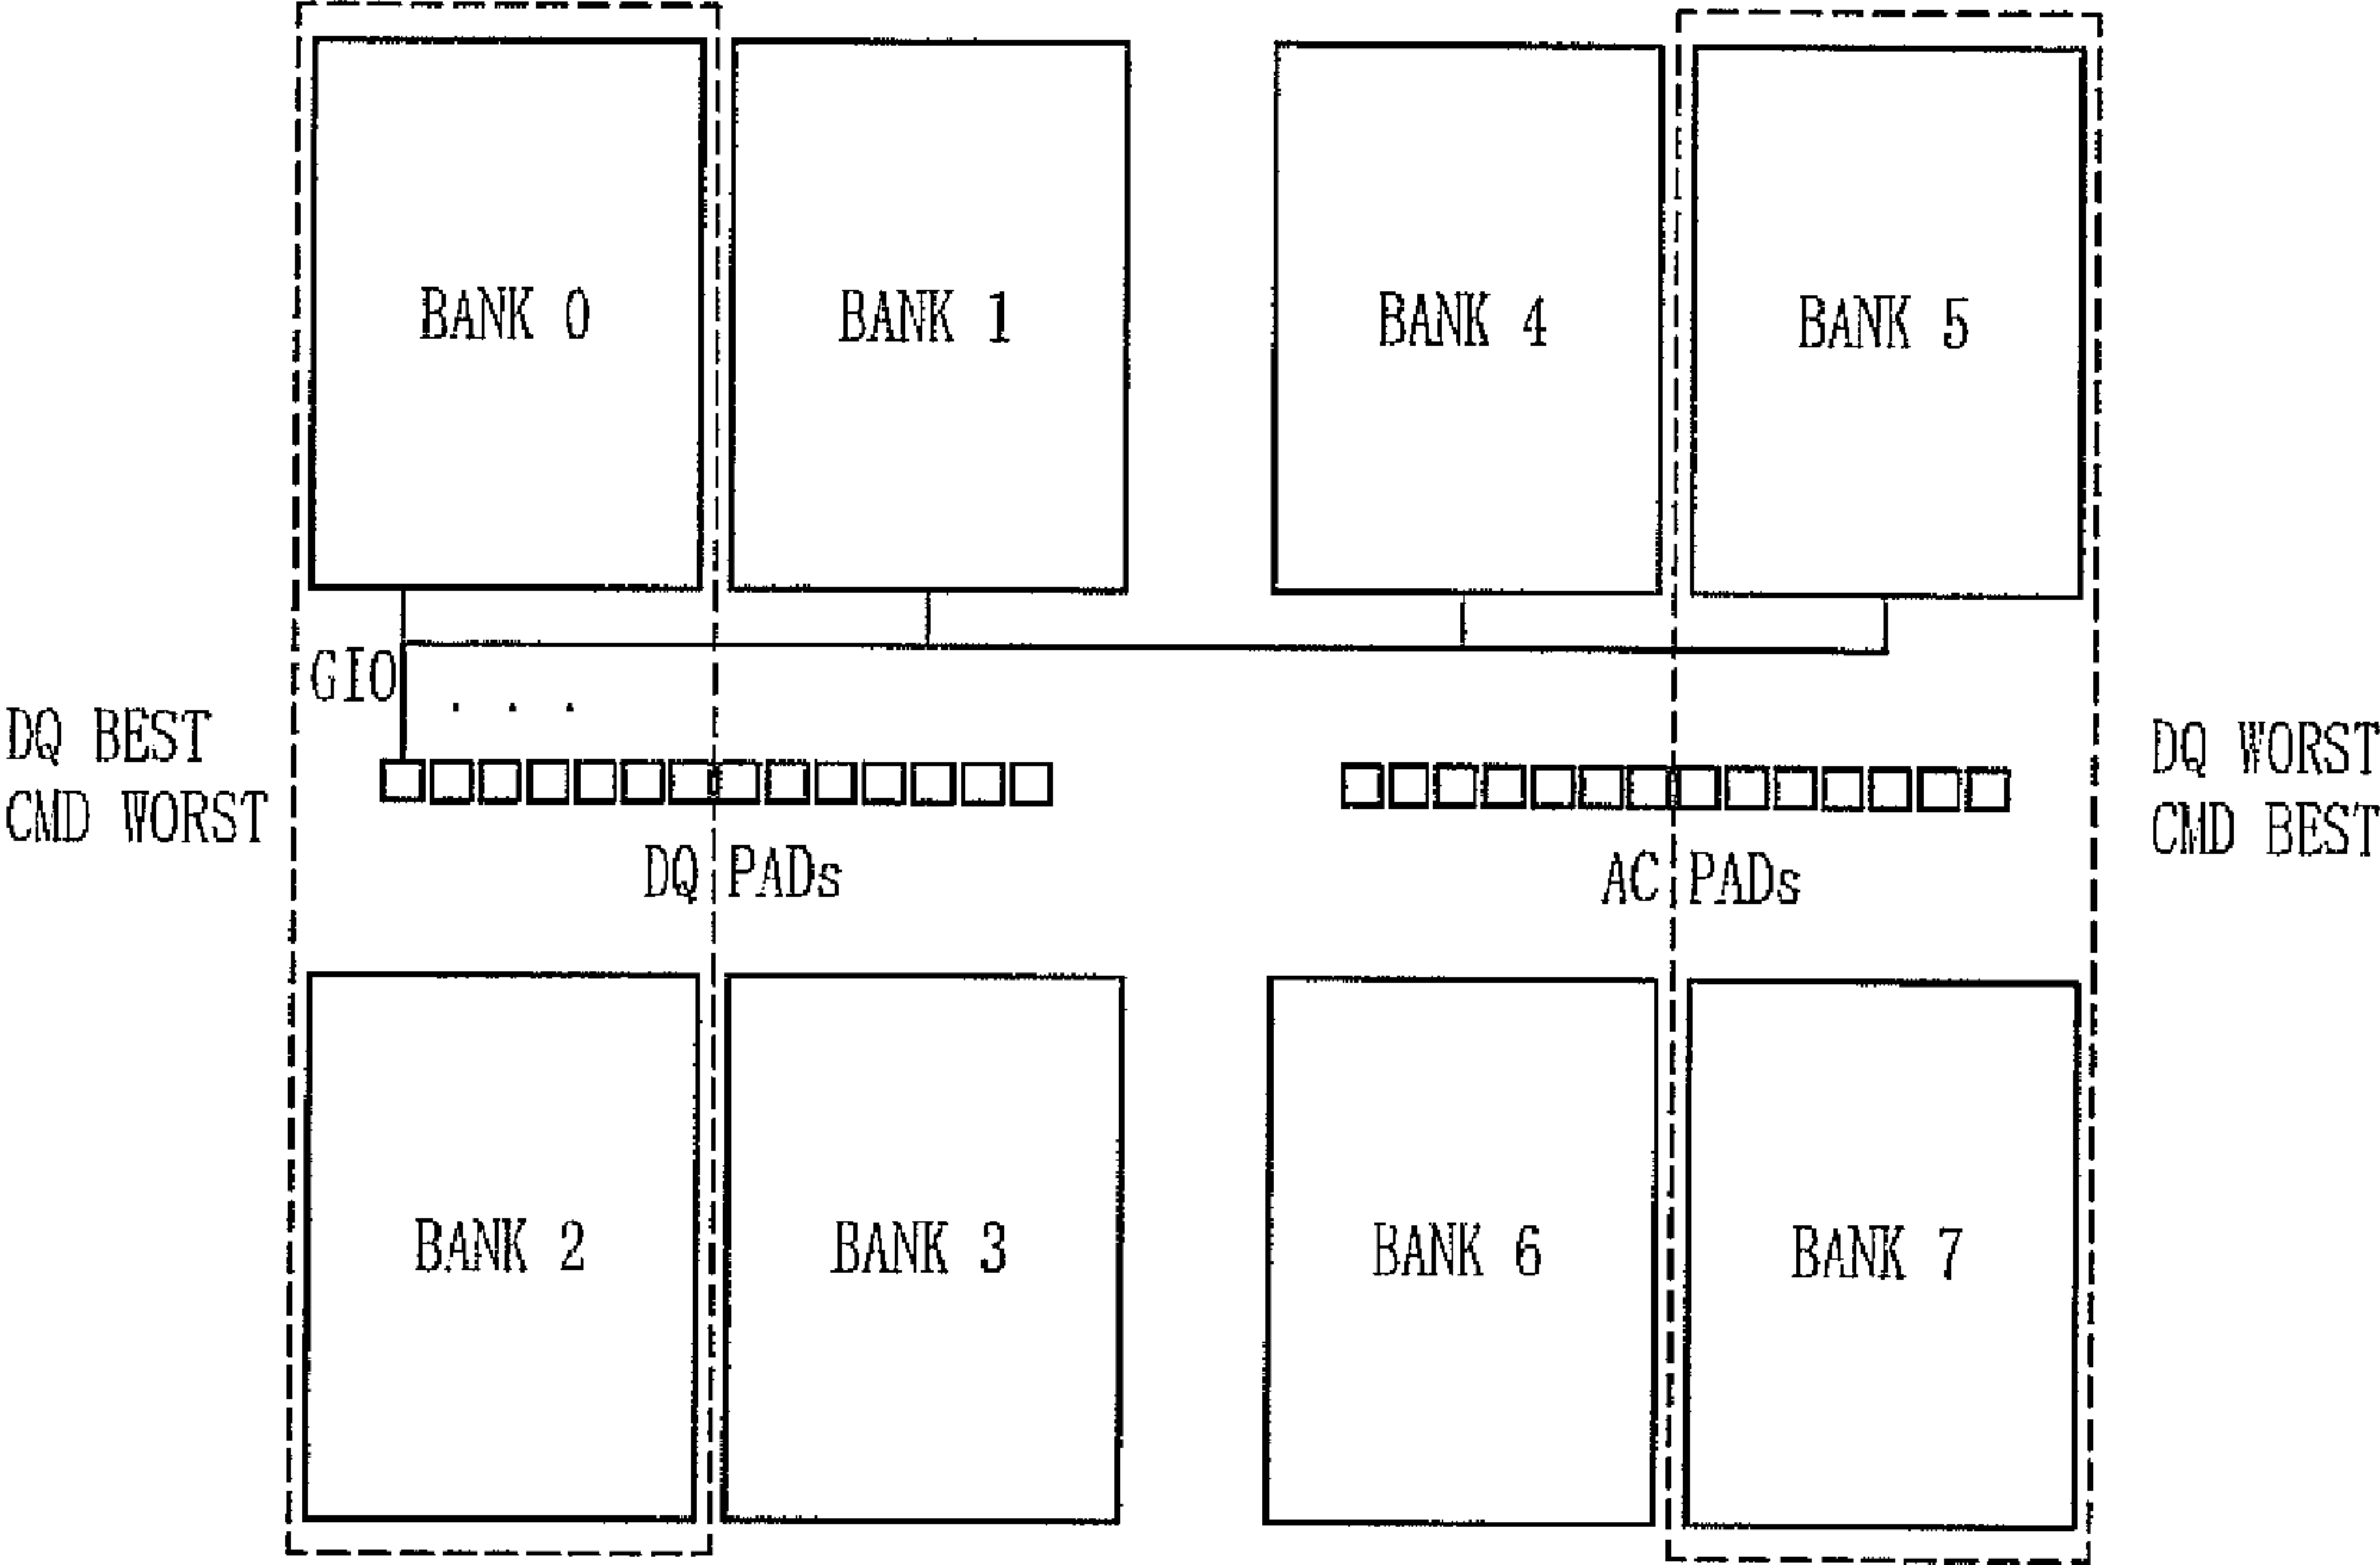 BANK 0
BANK 1
BANK 4
BANK 5
GIO
. . .
DQ BEST
CMD WORST
DQ WORST
CMD BEST
DQ PADs
AC PADs
BANK 2
BANK 3
BANK 6
BANK 7